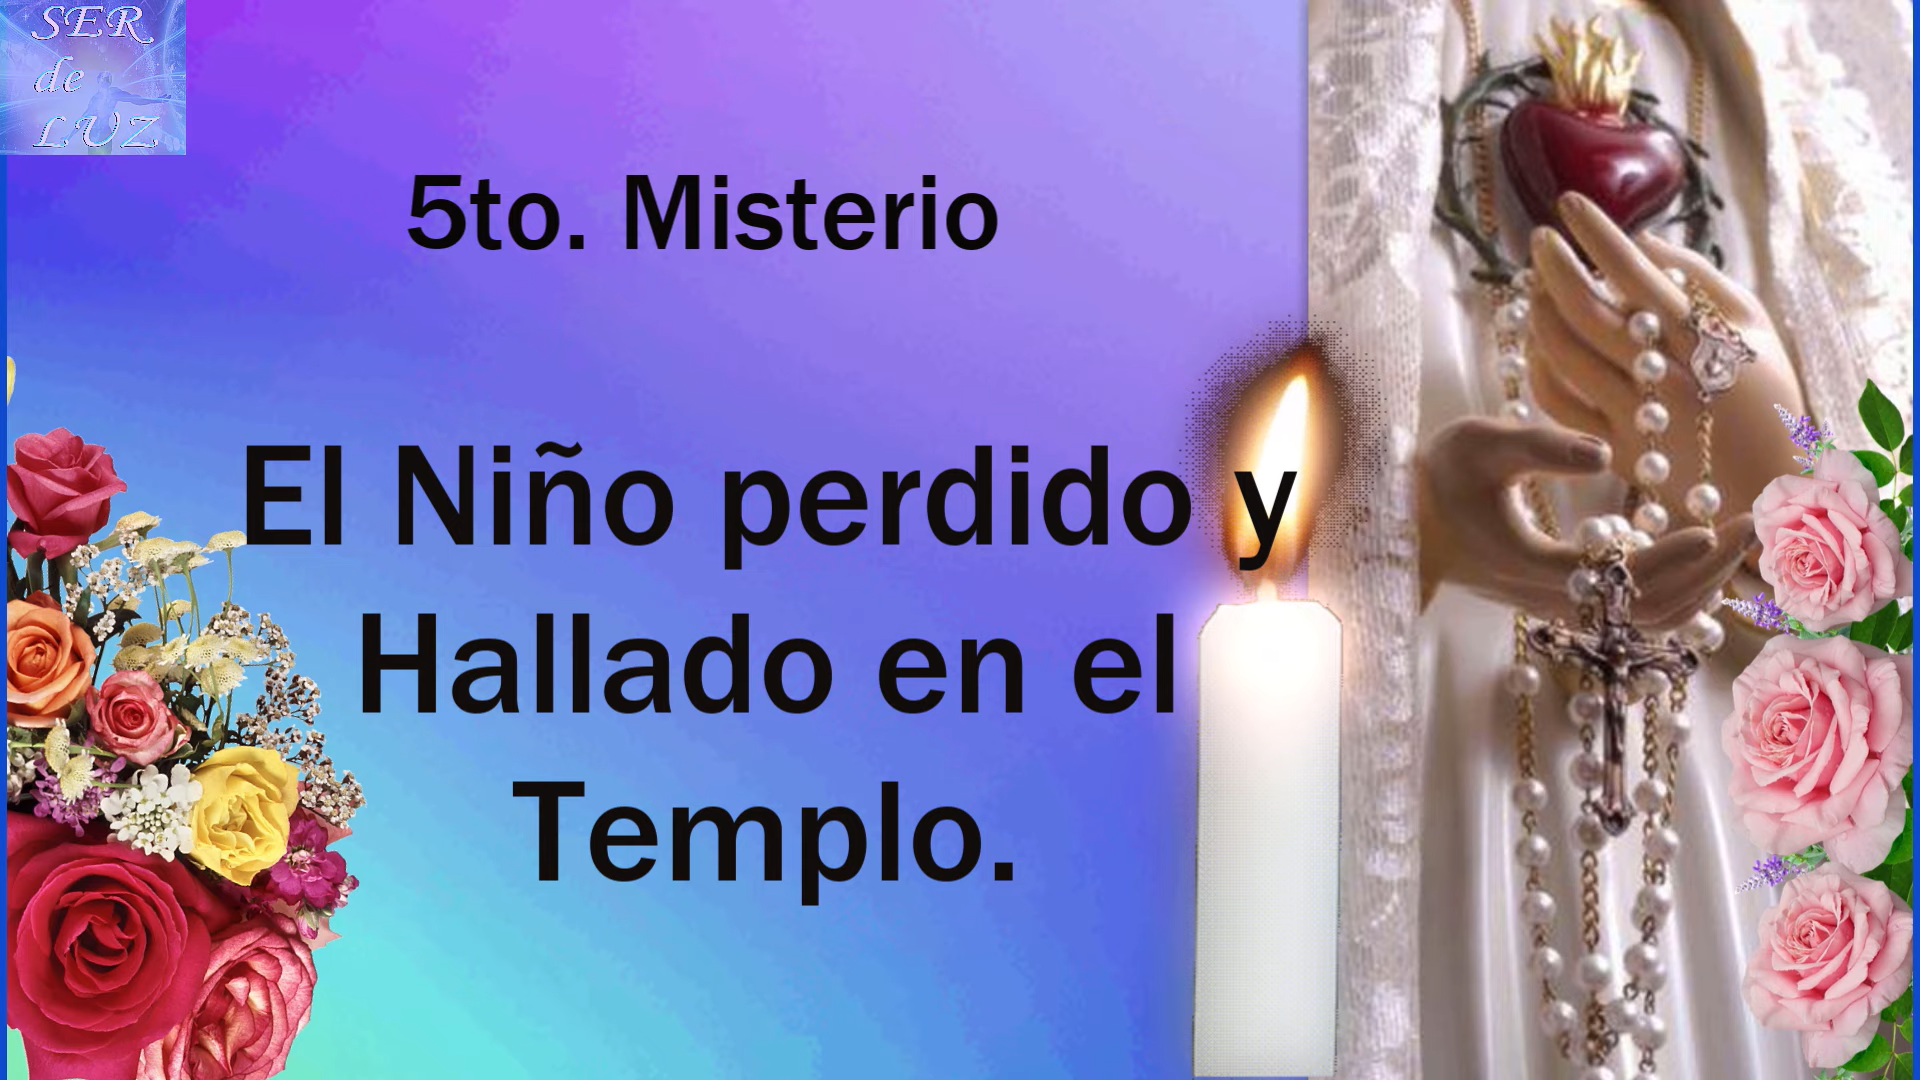 SER
de
LUZ
5to. Misterio
El Niño perdido y
Hallado en el
Templo.